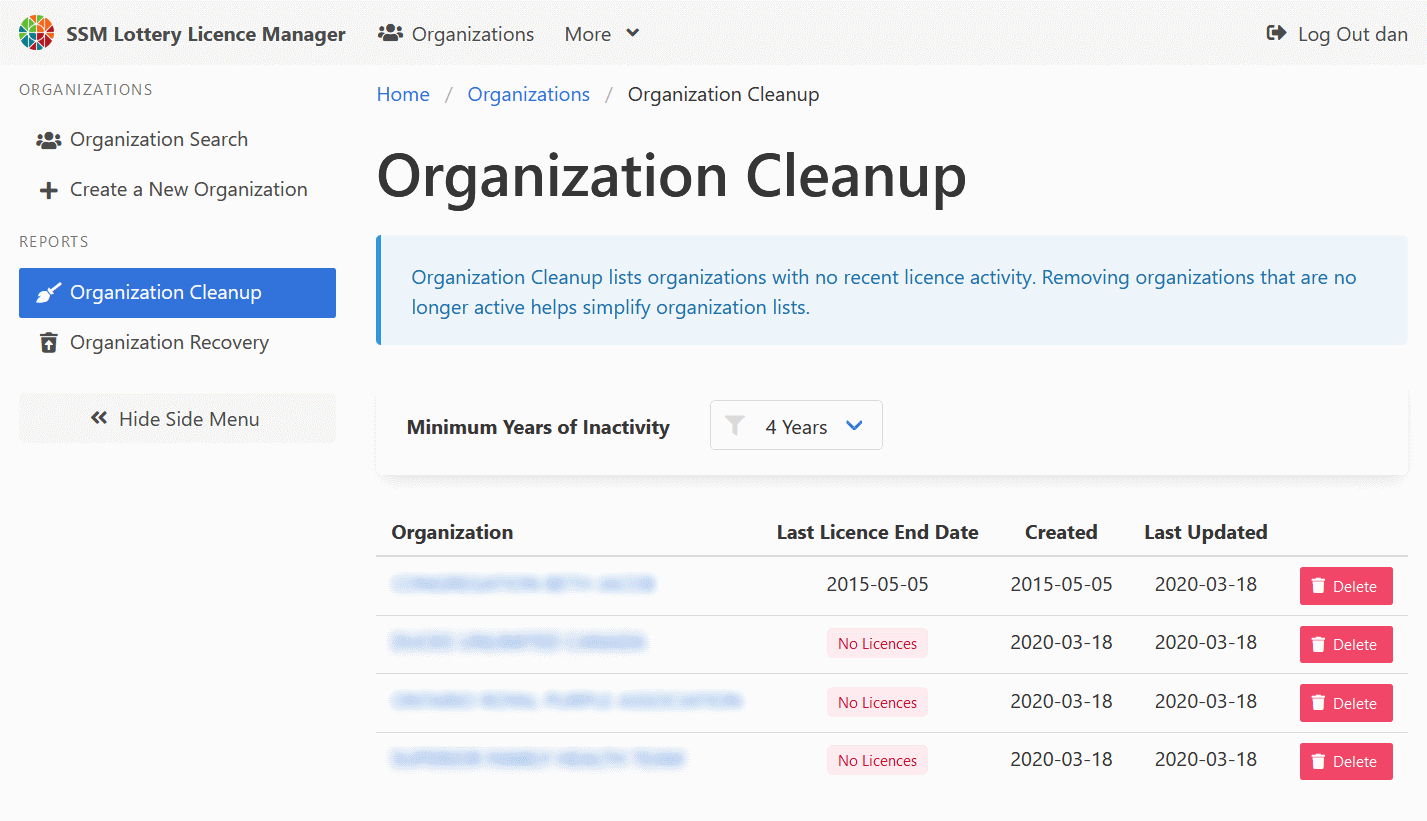 SSM Lottery Licence Manager
Organizations
More
Log Out dan
ORGANIZATIONS
Organization Search
Create a New Organization
REPORTS
Organization Cleanup
Organization Recovery
Hide Side Menu
Home / Organizations / Organization Cleanup
Organization Cleanup
Organization Cleanup lists organizations with no recent licence activity. Removing organizations that are no
longer active helps simplify organization lists.
Minimum Years of Inactivity 4 Years
Organization Last Licence End Date Created Last Updated
2015-05-05 2015-05-05 2020-03-18 Delete
No Licences 2020-03-18 2020-03-18 Delete
No Licences 2020-03-18 2020-03-18 Delete
No Licences 2020-03-18 2020-03-18 Delete